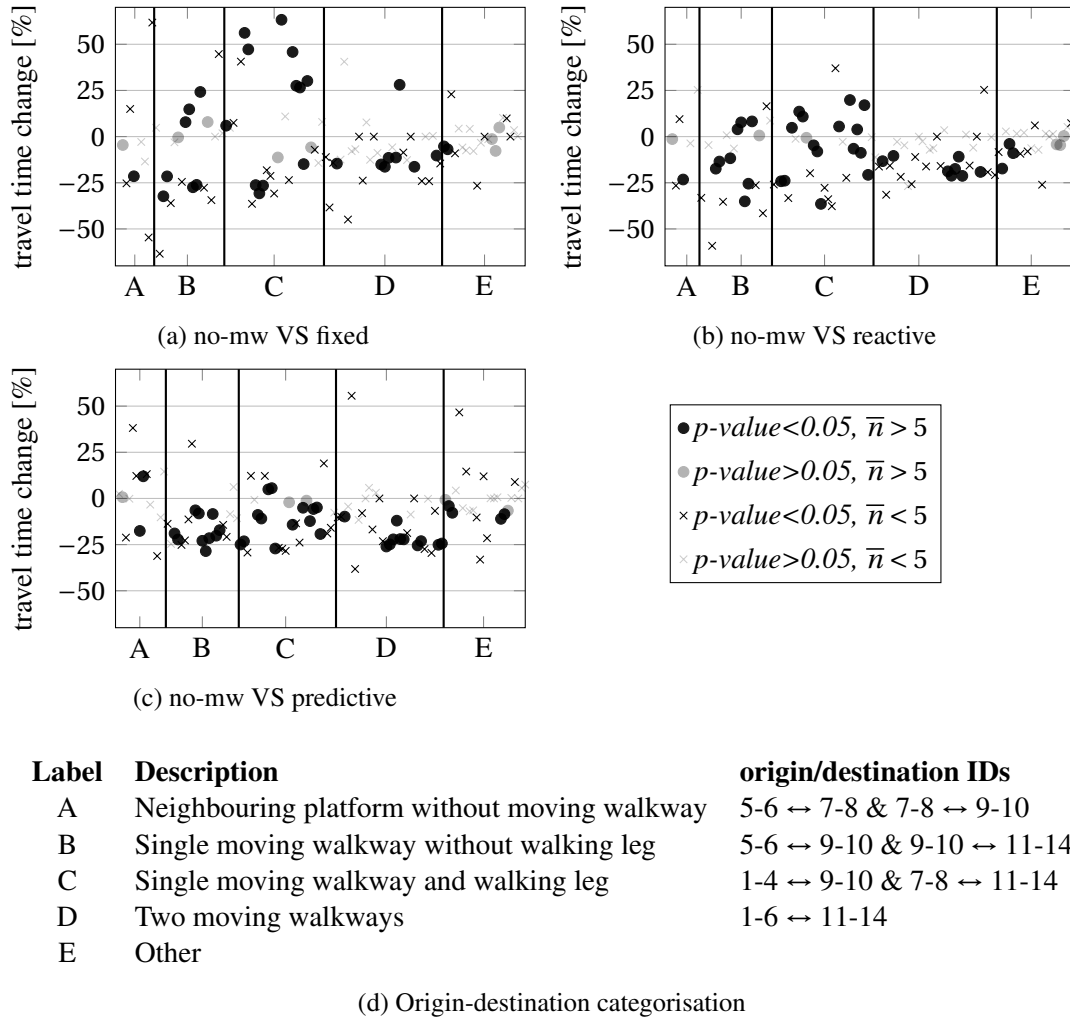 travel time change [%]
50
25
0
−25
−50
A B C D E
(a) no-mw VS fixed
travel time change [%]
50
25
0
−25
−50
A B C D E
(b) no-mw VS reactive
travel time change [%]
50
25
0
−25
−50
A B C D E
(c) no-mw VS predictive
p-value<0.05, n̅ > 5
p-value>0.05, n̅ > 5
p-value<0.05, n̅ < 5
p-value>0.05, n̅ < 5
Label Description origin/destination IDs
A Neighbouring platform without moving walkway 5-6 ↔ 7-8 & 7-8 ↔ 9-10
B Single moving walkway without walking leg 5-6 ↔ 9-10 & 9-10 ↔ 11-14
C Single moving walkway and walking leg 1-4 ↔ 9-10 & 7-8 ↔ 11-14
D Two moving walkways 1-6 ↔ 11-14
E Other
(d) Origin-destination categorisation